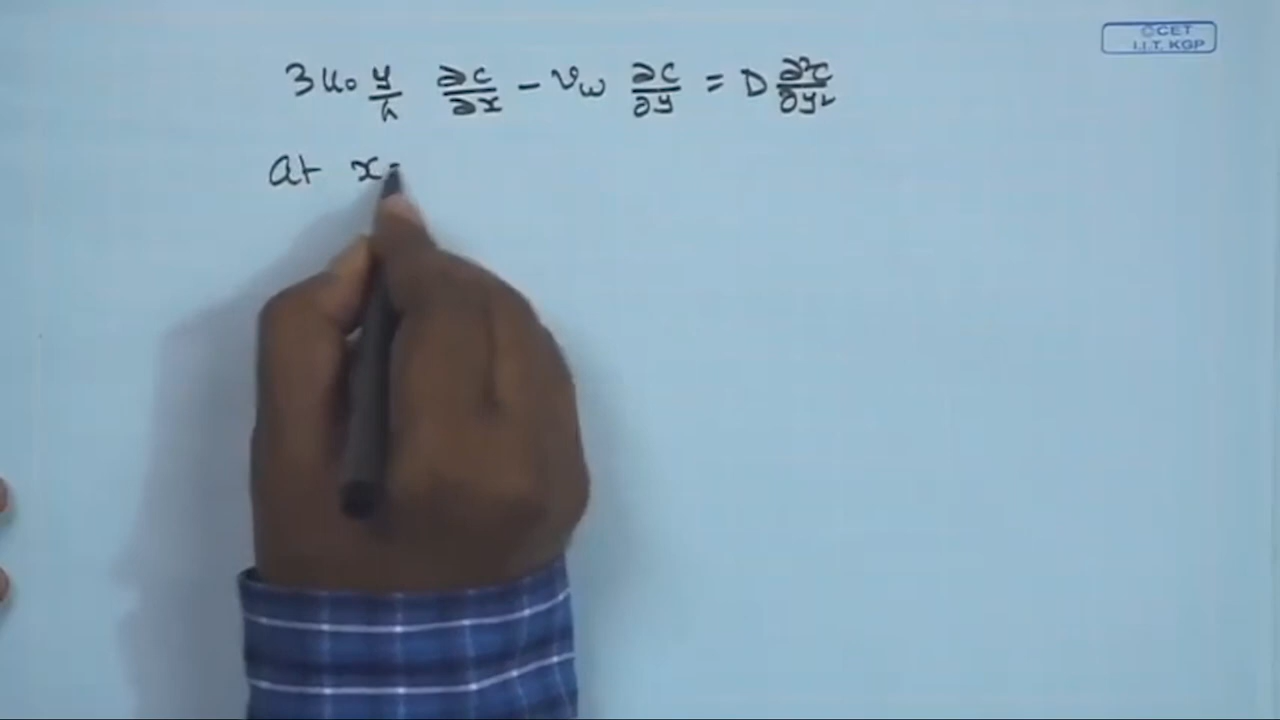 3u₀ y/h ∂c/∂x - v_w ∂c/∂y = D ∂²c/∂y²
At x=
©CET
I.I.T. KGP